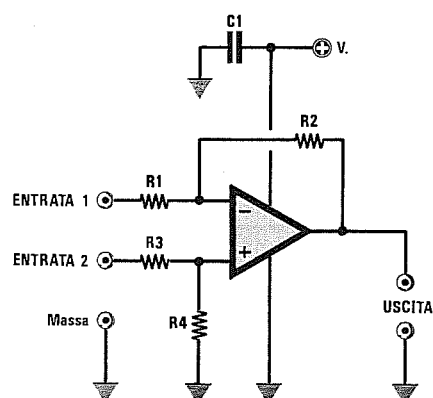 C1
V.
R2
R1
ENTRATA 1
R3
ENTRATA 2
Massa
R4
USCITA